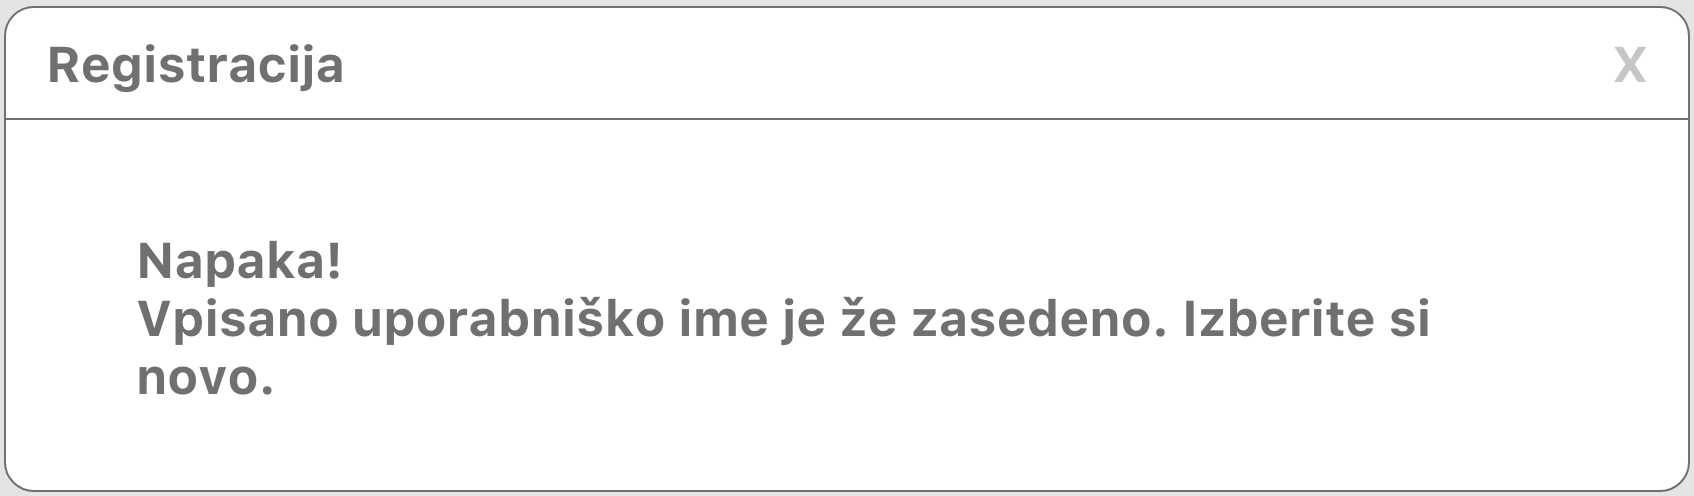 Registracija X
Napaka!
Vpisano uporabniško ime je že zasedeno. Izberite si
novo.